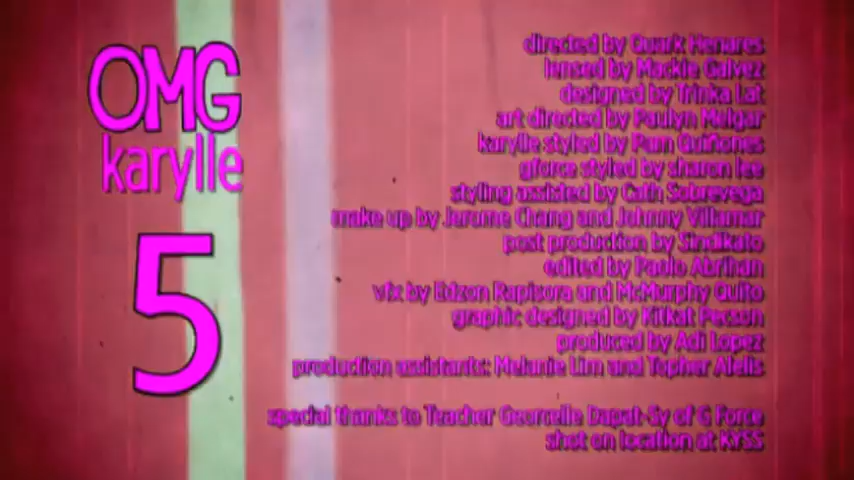 OMG
karylle
5
directed by Quark Henares
lensed by Mackie Galvez
designed by Trinka Lat
art directed by Paulyn Melgar
karylle styled by Pam Quiñones
gforce styled by sharon lee
styling assisted by Cath Sobrevega
make up by Jerome Chang and Johnny Villamar
post production by Sindikato
edited by Paulo Abrihan
vfx by Edzon Rapisora and McMurphy Quito
graphic designed by Kitkat Pecson
produced by Adi Lopez
production assistants: Melanie Lim and Topher
special thanks to Teacher Georcelle Dapat-Sy of G Force
shot on location at KYSS